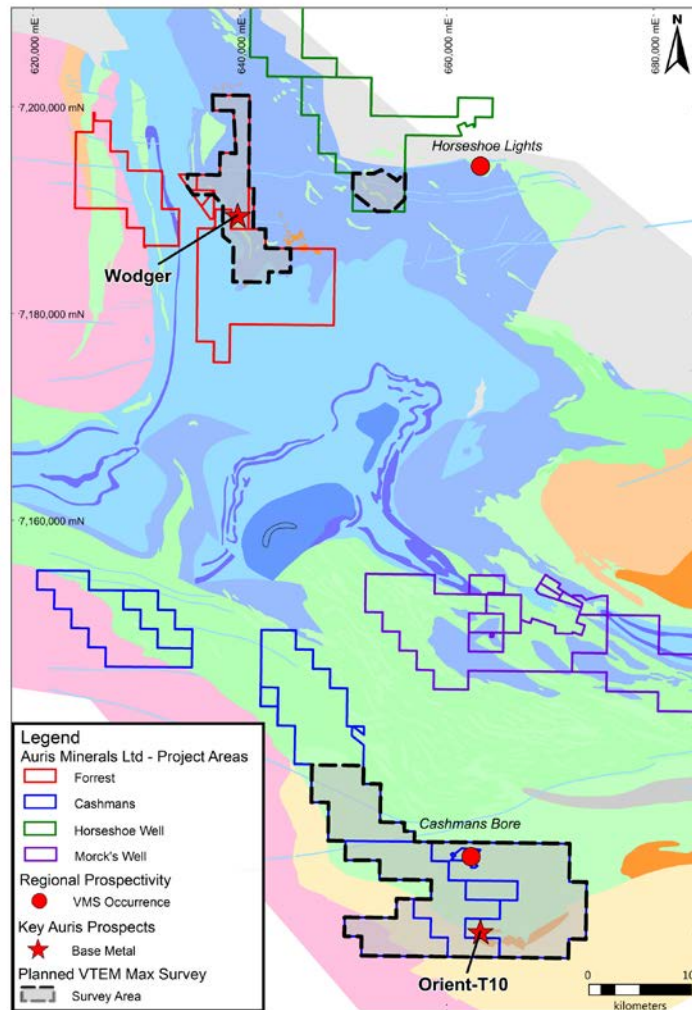 620,000 mE
640,000 mE
660,000 mE
680,000 mE
N
7,200,000 mN
Horseshoe Lights
Wodger
7,180,000 mN
7,160,000 mN
Legend
Auris Minerals Ltd - Project Areas
Forrest
Cashmans
Horseshoe Well
Morck's Well
Regional Prospectivity
VMS Occurrence
Key Auris Prospects
Base Metal
Planned VTEM Max Survey
Survey Area
Cashmans Bore
Orient-T10
0 10
kilometers